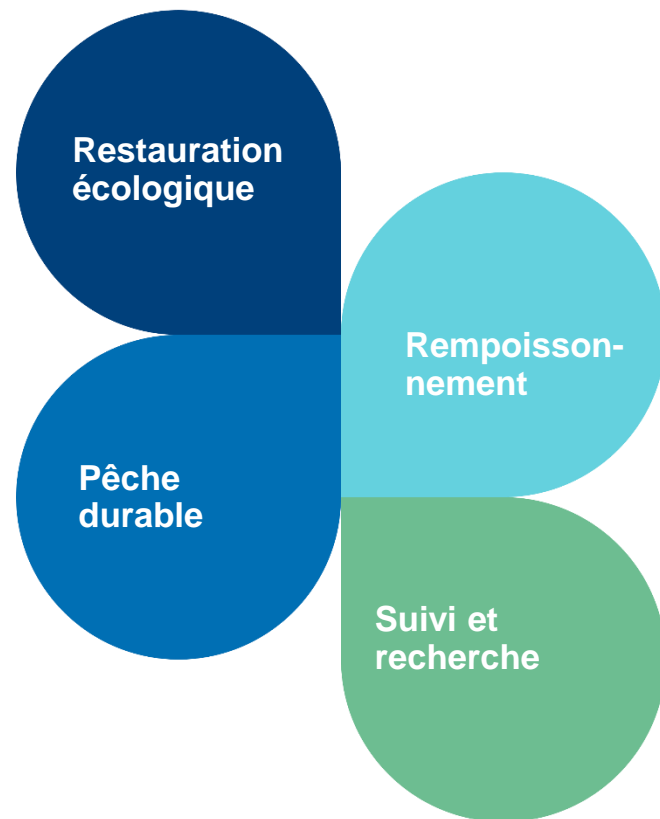 Restauration
écologique
Rempoisson-
nement
Pêche
durable
Suivi et
recherche